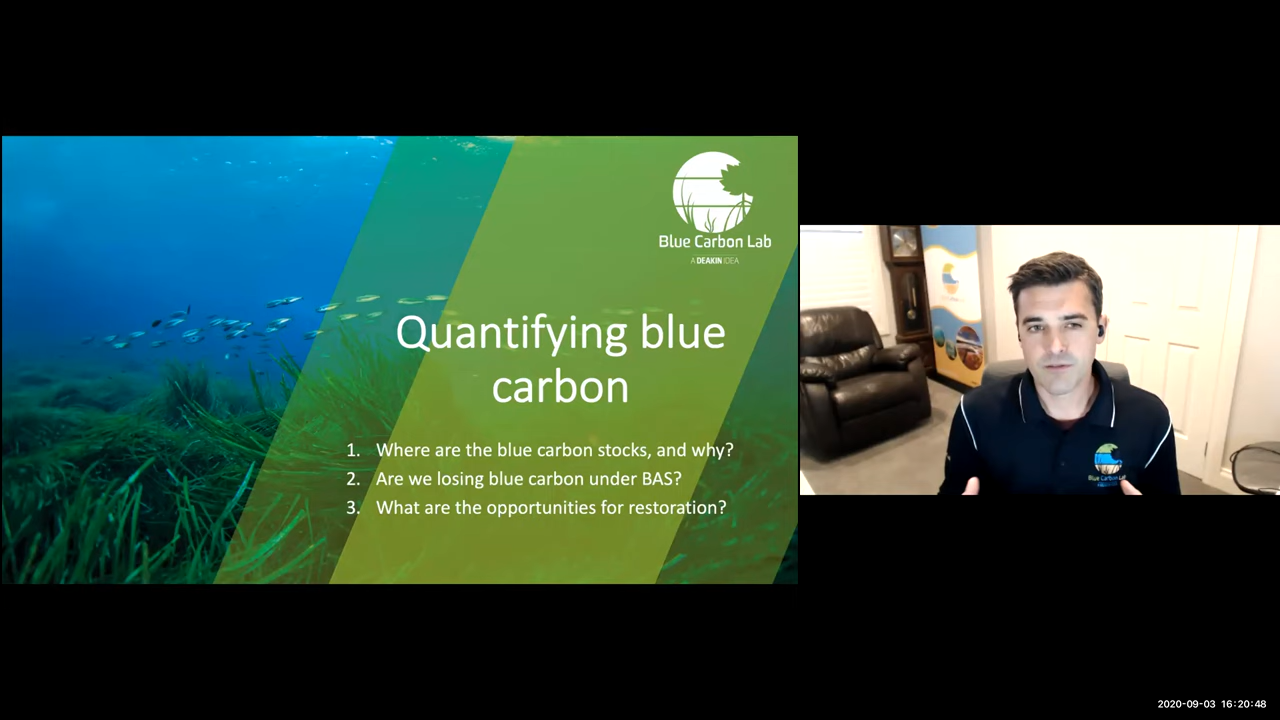 Blue Carbon Lab
A DEAKIN IDEA
Quantifying blue
carbon
1. Where are the blue carbon stocks, and why?
2. Are we losing blue carbon under BAS?
3. What are the opportunities for restoration?
Blue Carbon Lab
2020-09-03 16:20:48